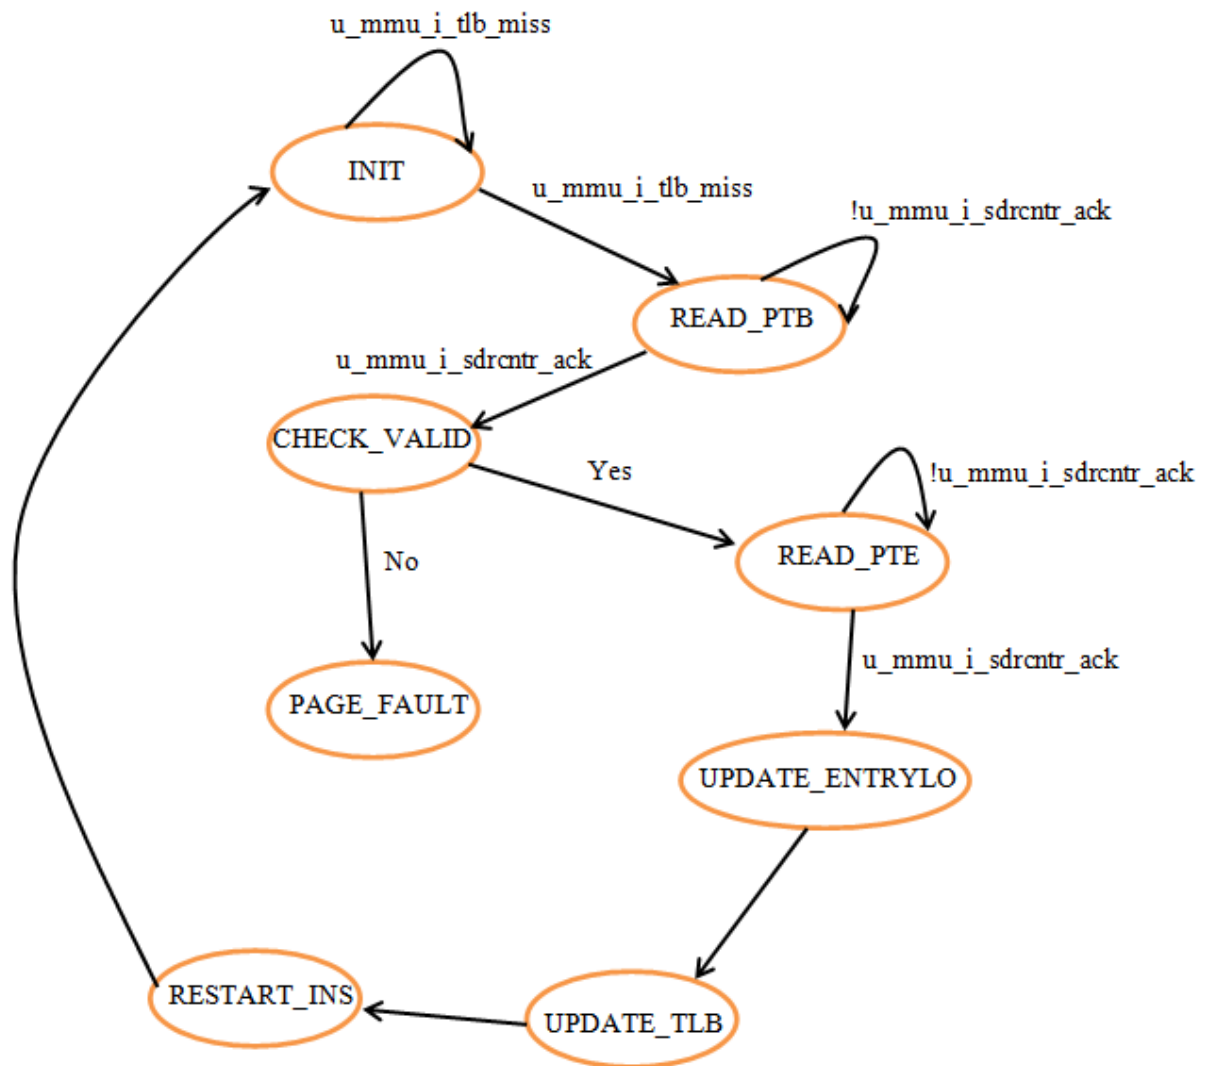 u_mmu_i_tlb_miss
INIT
u_mmu_i_tlb_miss
!u_mmu_i_sdrcntr_ack
READ_PTB
u_mmu_i_sdrcntr_ack
CHECK_VALID
Yes
!u_mmu_i_sdrcntr_ack
READ_PTE
No
u_mmu_i_sdrcntr_ack
PAGE_FAULT
UPDATE_ENTRYLO
RESTART_INS
UPDATE_TLB